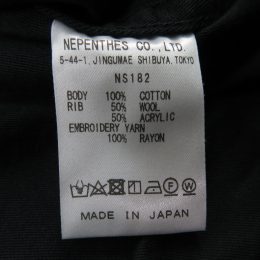 NEPENTHES CO., LTD.
5-44-1, JINGUMAE SHIBUYA, TOKYO
NS182
BODY 100% COTTON
RIB 50% WOOL
50% ACRYLIC
EMBROIDERY YARN
100% RAYON
MADE IN JAPAN